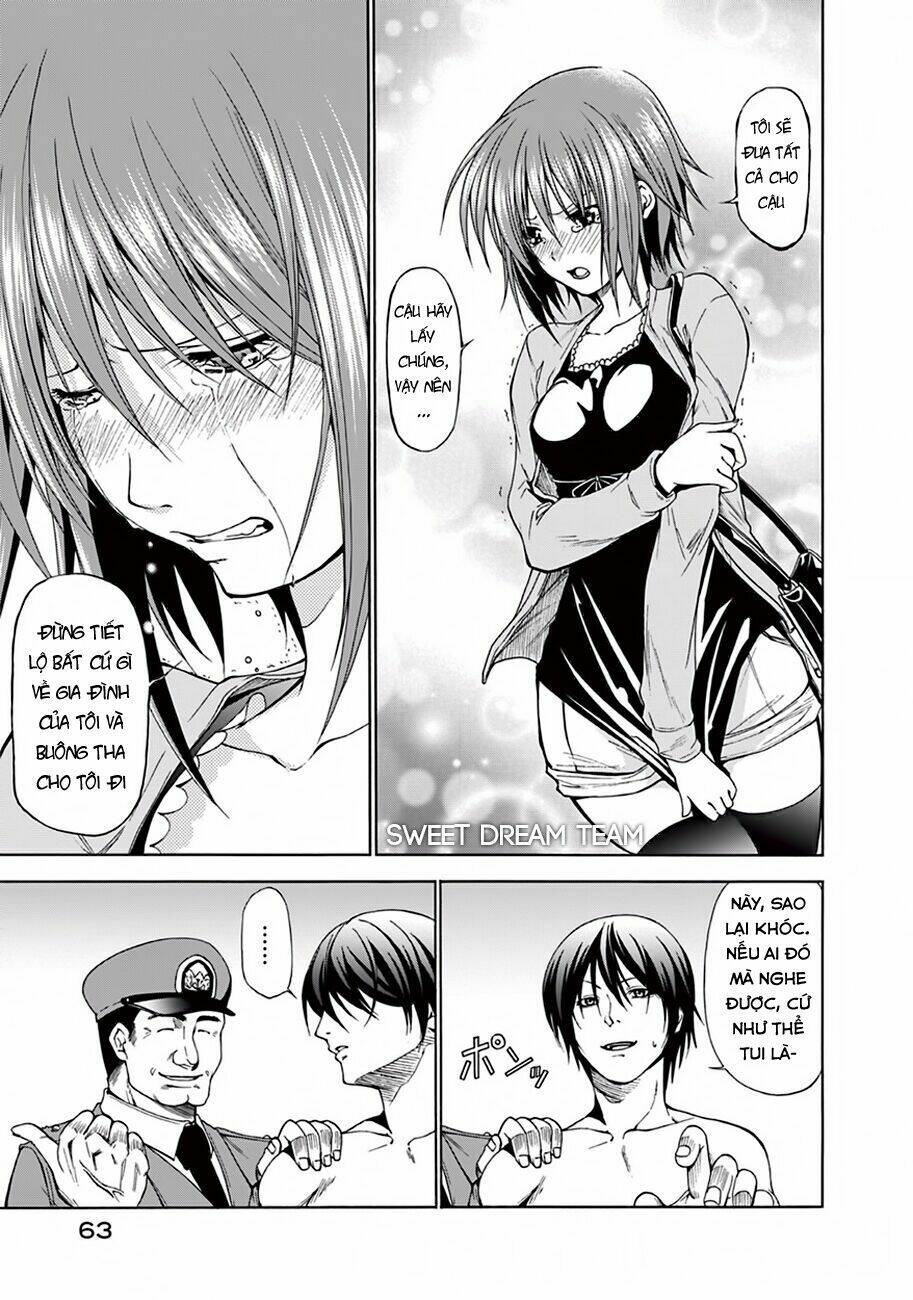 TÔI SẼ
ĐƯA TẤT
CẢ CHO
CẬU
CẬU HÃY
LẤY
CHÚNG,
VẬY NÊN
...
ĐỪNG TIẾT
LỘ BẤT CỨ GÌ
VỀ GIA ĐÌNH
CỦA TÔI VÀ
BUÔNG THA
CHO TÔI ĐI
SWEET DREAM TEAM
NÀY, SAO
LẠI KHÓC.
NẾU AI ĐÓ
MÀ NGHE
ĐƯỢC, CỨ
NHƯ THỂ
TUI LÀ-
ポンッ
......
63